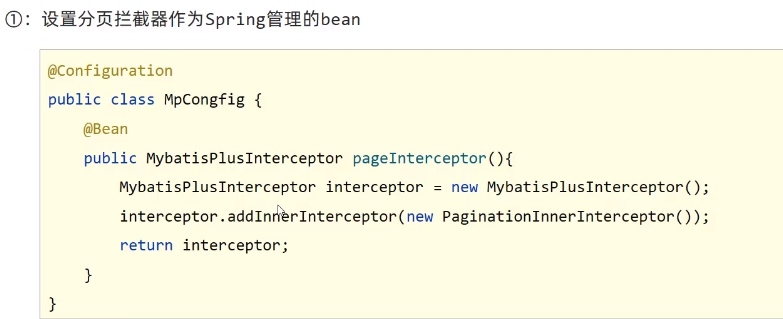 ①：设置分页拦截器作为Spring管理的bean
@Configuration
public class MpCongfig {
@Bean
public MybatisPlusInterceptor pageInterceptor(){
MybatisPlusInterceptor interceptor = new MybatisPlusInterceptor();
interceptor.addInnerInterceptor(new PaginationInnerInterceptor());
return interceptor;
}
}